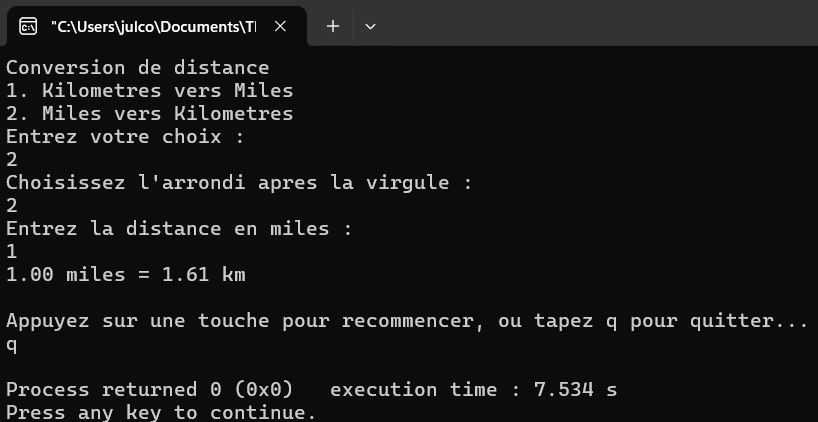 "C:\Users\julco\Documents\
Conversion de distance
1. Kilometres vers Miles
2. Miles vers Kilometres
Entrez votre choix :
2
Choisissez l'arrondi apres la virgule :
2
Entrez la distance en miles :
1
1.00 miles = 1.61 km
Appuyez sur une touche pour recommencer, ou tapez q pour quitter...
q
Process returned 0 (0x0)   execution time : 7.534 s
Press any key to continue.